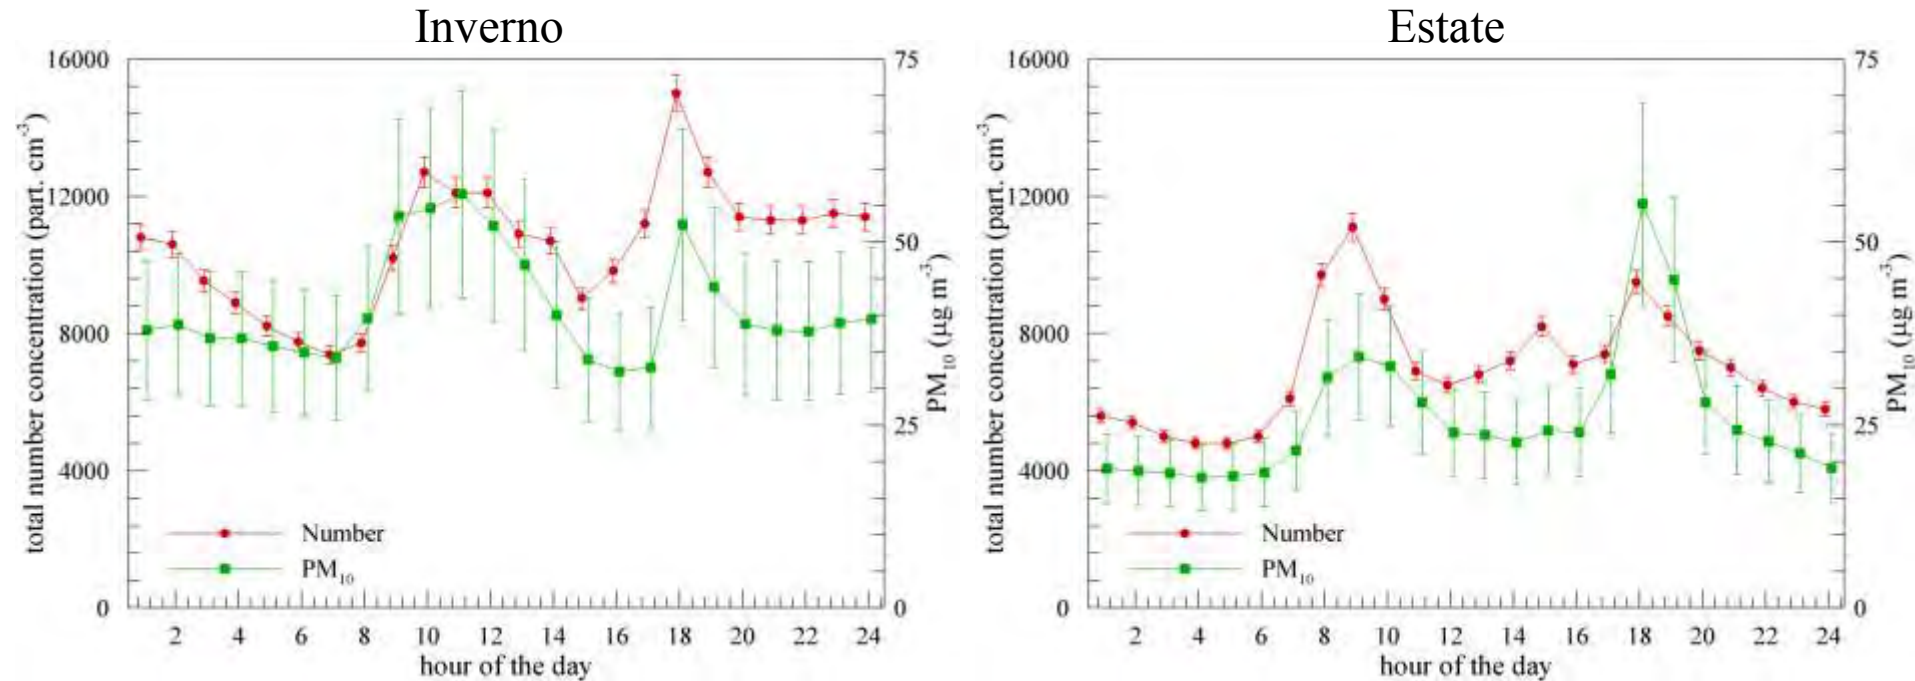 Inverno
16000
12000
8000
4000
0
total number concentration (part. cm-3)
75
50
25
0
PM10 (μg m-3)
Number
PM10
2 4 6 8 10 12 14 16 18 20 22 24
hour of the day
Estate
16000
12000
8000
4000
0
total number concentration (part. cm-3)
75
50
25
0
PM10 (μg m-3)
Number
PM10
2 4 6 8 10 12 14 16 18 20 22 24
hour of the day